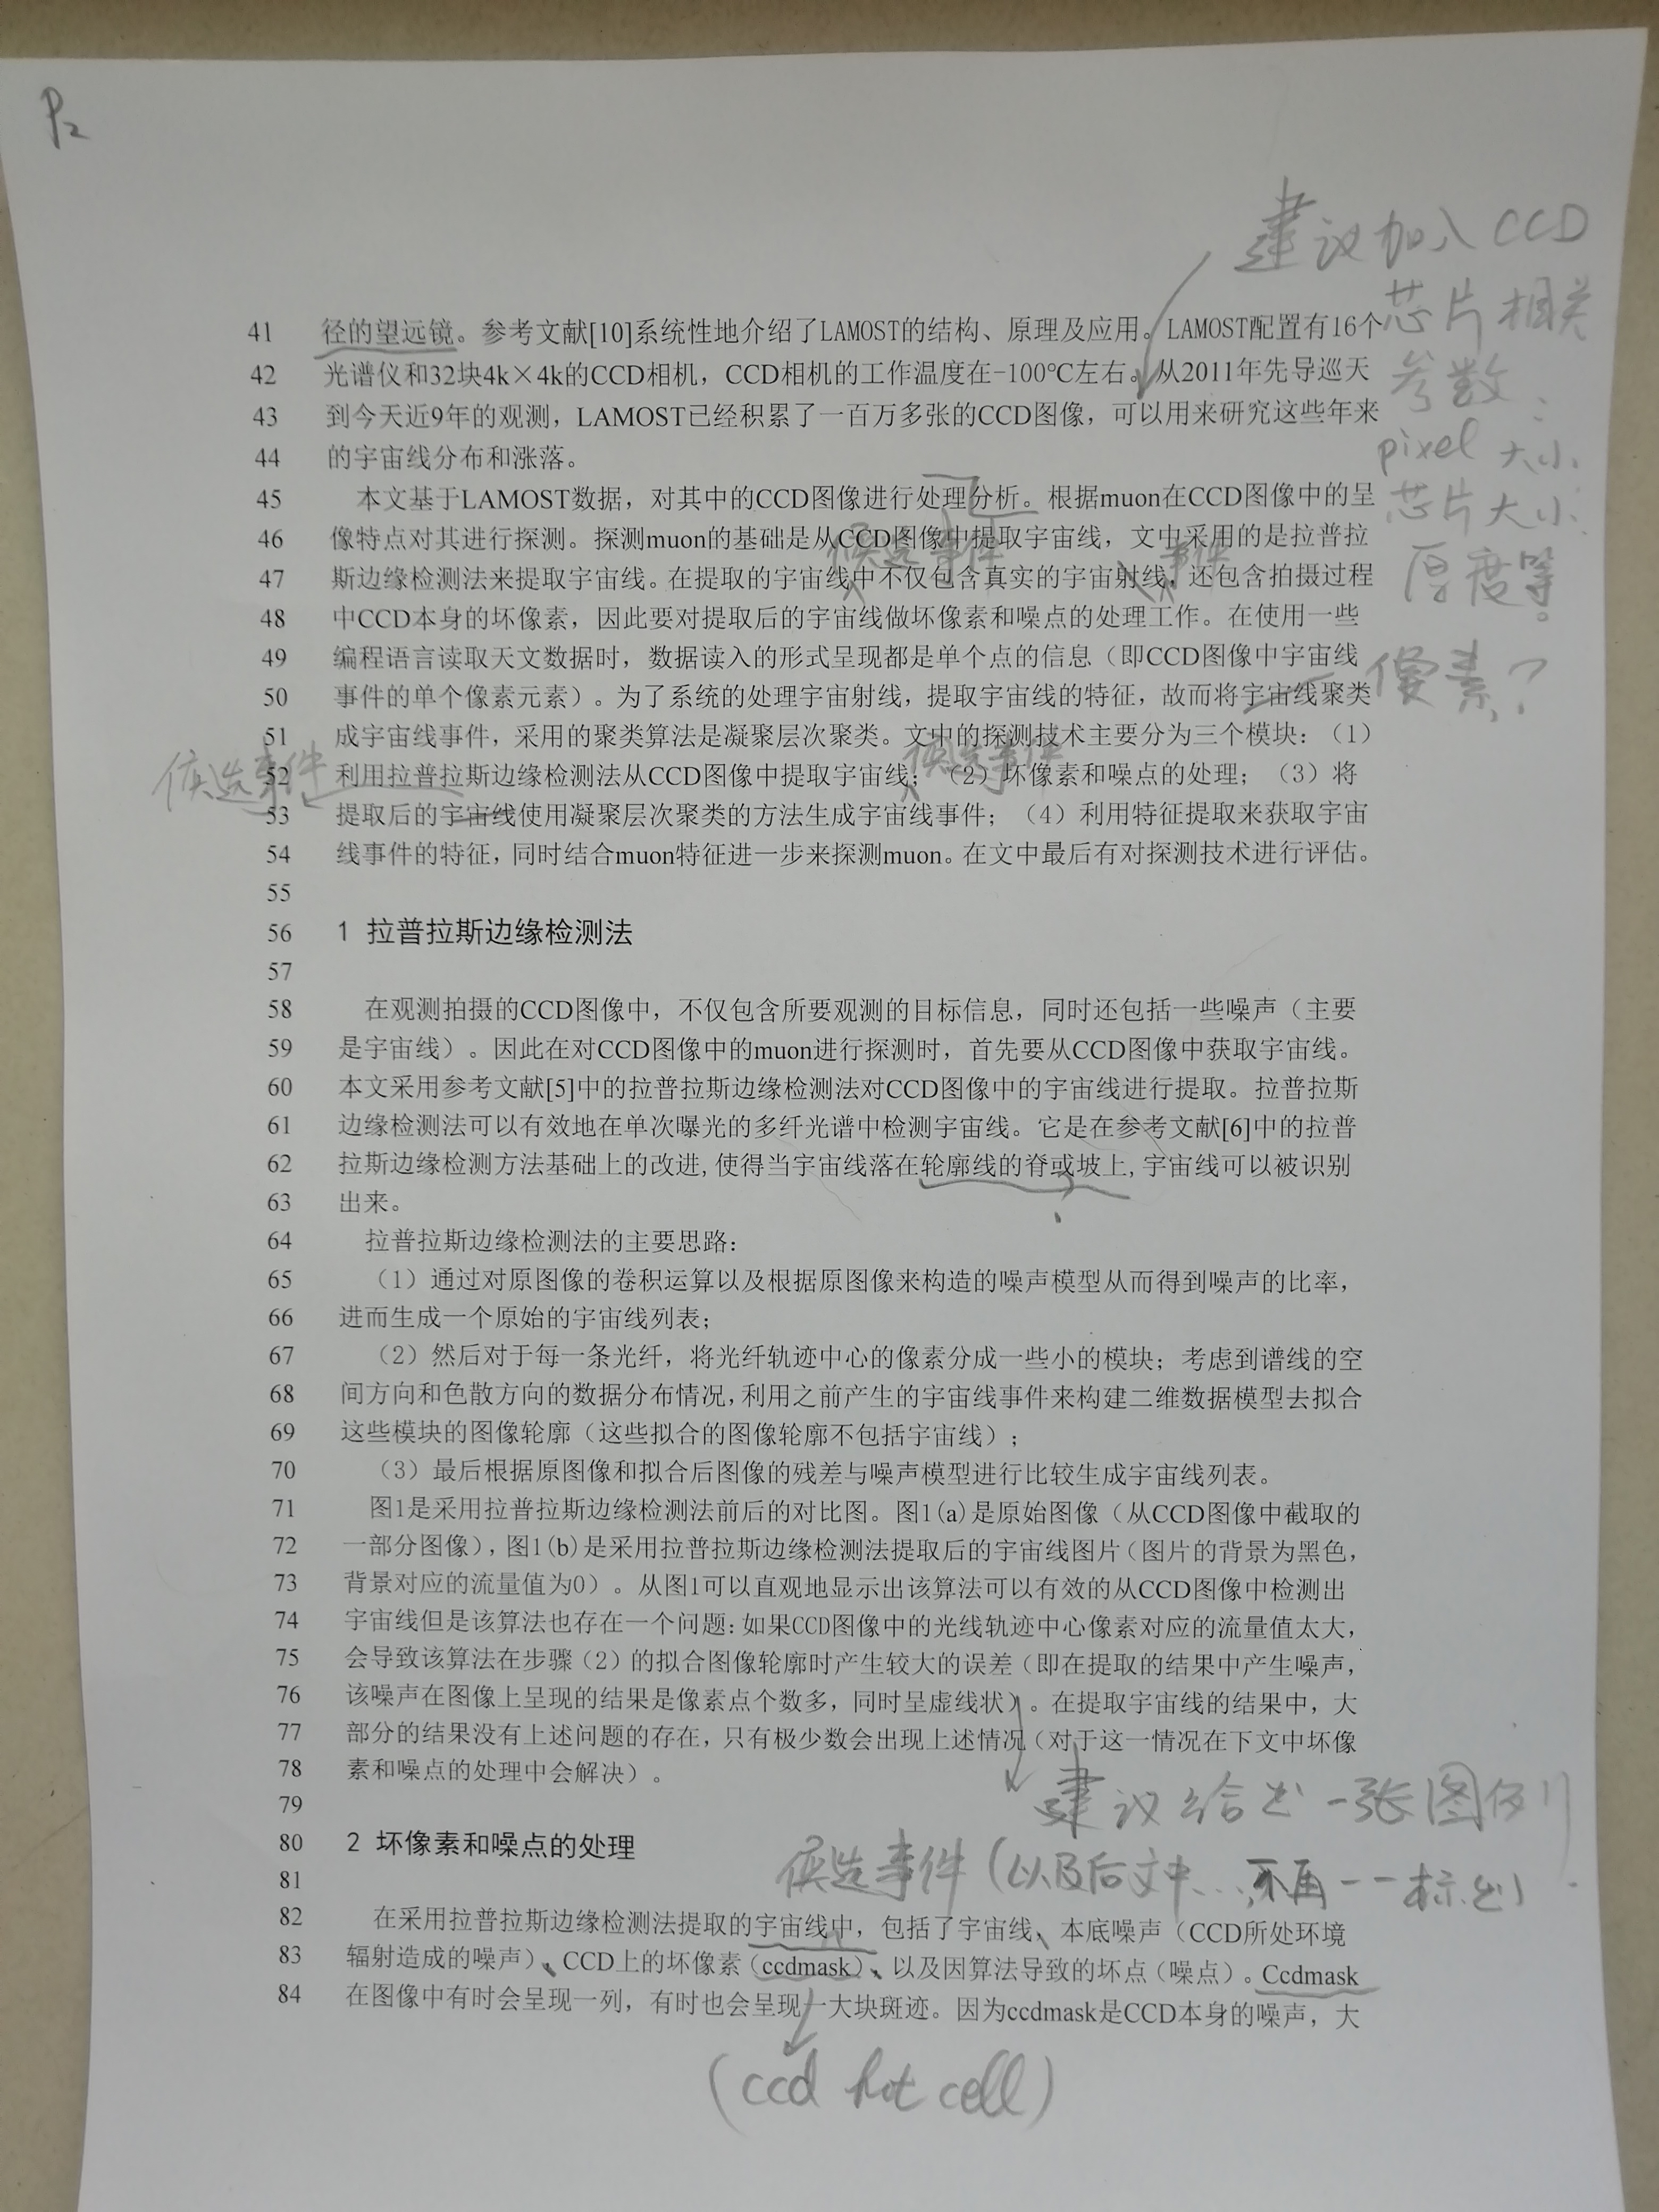 P2
建议加入CCD
芯片相关
参数:
pixel 大小
芯片大小
厚度等。
41 径的望远镜。参考文献[10]系统性地介绍了LAMOST的结构、原理及应用。LAMOST配置有16个
42 光谱仪和32块4k×4k的CCD相机，CCD相机的工作温度在-100℃左右。从2011年先导巡天
43 到今天近9年的观测，LAMOST已经积累了一百万多张的CCD图像，可以用来研究这些年来
44 的宇宙线分布和涨落。
45 本文基于LAMOST数据，对其中的CCD图像进行处理分析。根据muon在CCD图像中的呈
46 像特点对其进行探测。探测muon的基础是从CCD图像中提取宇宙线，文中采用的是拉普拉
候选事件 事件
47 斯边缘检测法来提取宇宙线。在提取的宇宙线中不仅包含真实的宇宙射线，还包含拍摄过程
48 中CCD本身的坏像素，因此要对提取后的宇宙线做坏像素和噪点的处理工作。在使用一些
49 编程语言读取天文数据时，数据读入的形式呈现都是单个点的信息（即CCD图像中宇宙线
50 事件的单个像素元素）。为了系统的处理宇宙射线，提取宇宙线的特征，故而将宇宙线聚类
像素？
51 成宇宙线事件，采用的聚类算法是凝聚层次聚类。文中的探测技术主要分为三个模块：（1）
候选事件 候选事件
52 利用拉普拉斯边缘检测法从CCD图像中提取宇宙线；（2）坏像素和噪点的处理；（3）将
53 提取后的宇宙线使用凝聚层次聚类的方法生成宇宙线事件；（4）利用特征提取来获取宇宙
54 线事件的特征，同时结合muon特征进一步来探测muon。在文中最后有对探测技术进行评估。
55
56 1 拉普拉斯边缘检测法
57
58 在观测拍摄的CCD图像中，不仅包含所要观测的目标信息，同时还包括一些噪声（主要
59 是宇宙线）。因此在对CCD图像中的muon进行探测时，首先要从CCD图像中获取宇宙线。
60 本文采用参考文献[5]中的拉普拉斯边缘检测法对CCD图像中的宇宙线进行提取。拉普拉斯
61 边缘检测法可以有效地在单次曝光的多纤光谱中检测宇宙线。它是在参考文献[6]中的拉普
62 拉斯边缘检测方法基础上的改进,使得当宇宙线落在轮廓线的脊或坡上,宇宙线可以被识别
63 出来。
64 拉普拉斯边缘检测法的主要思路：
65 （1）通过对原图像的卷积运算以及根据原图像来构造的噪声模型从而得到噪声的比率，
66 进而生成一个原始的宇宙线列表；
67 （2）然后对于每一条光纤，将光纤轨迹中心的像素分成一些小的模块；考虑到谱线的空
68 间方向和色散方向的数据分布情况,利用之前产生的宇宙线事件来构建二维数据模型去拟合
69 这些模块的图像轮廓（这些拟合的图像轮廓不包括宇宙线）；
70 （3）最后根据原图像和拟合后图像的残差与噪声模型进行比较生成宇宙线列表。
71 图1是采用拉普拉斯边缘检测法前后的对比图。图1(a)是原始图像（从CCD图像中截取的
72 一部分图像），图1(b)是采用拉普拉斯边缘检测法提取后的宇宙线图片（图片的背景为黑色，
73 背景对应的流量值为0）。从图1可以直观地显示出该算法可以有效的从CCD图像中检测出
74 宇宙线但是该算法也存在一个问题：如果CCD图像中的光线轨迹中心像素对应的流量值太大，
75 会导致该算法在步骤（2）的拟合图像轮廓时产生较大的误差（即在提取的结果中产生噪声，
76 该噪声在图像上呈现的结果是像素点个数多，同时呈虚线状）。在提取宇宙线的结果中，大
77 部分的结果没有上述问题的存在，只有极少数会出现上述情况（对于这一情况在下文中坏像
78 素和噪点的处理中会解决）。
79
建议给出一张图例
80 2 坏像素和噪点的处理
81
候选事件（以及后文中...，不再一一标出）
82 在采用拉普拉斯边缘检测法提取的宇宙线中，包括了宇宙线、本底噪声（CCD所处环境
83 辐射造成的噪声）、CCD上的坏像素（ccdmask）、以及因算法导致的坏点（噪点）。Ccdmask
84 在图像中有时会呈现一列，有时也会呈现一大块斑迹。因为ccdmask是CCD本身的噪声，大
(ccd hot cell)